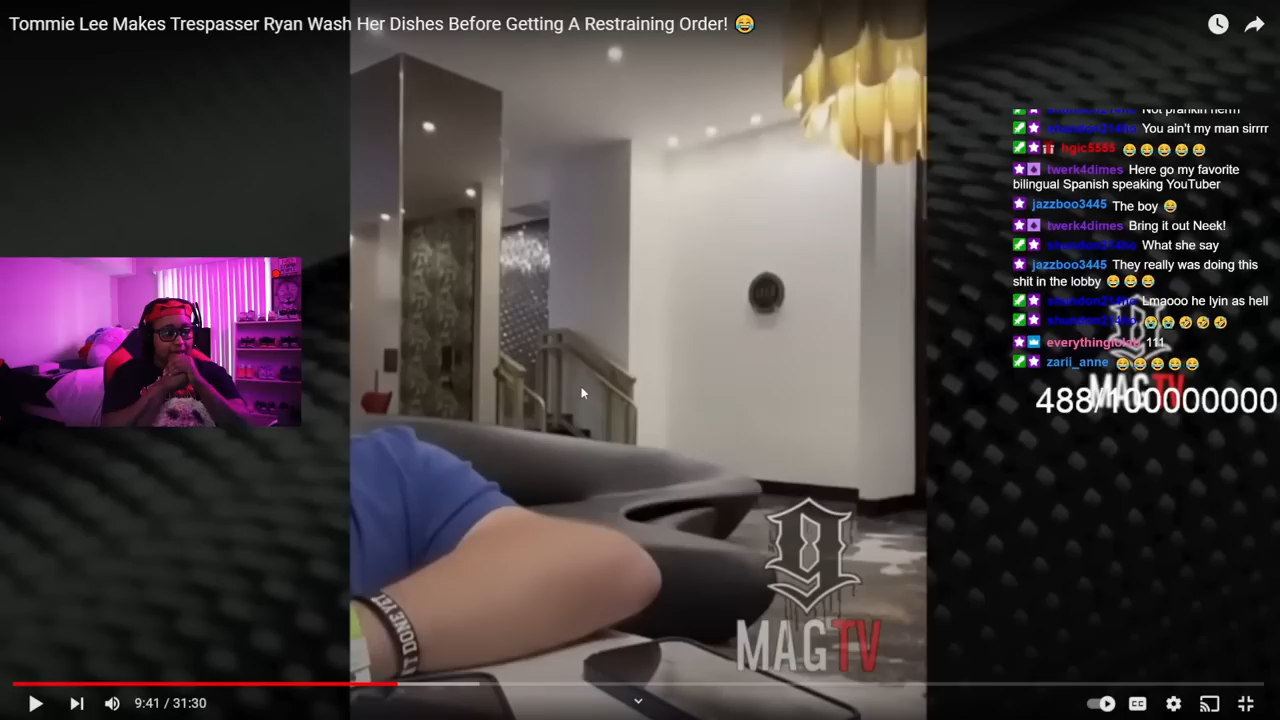 Tommie Lee Makes Trespasser Ryan Wash Her Dishes Before Getting A Restraining Order! 😂
You ain't my man sirrrr
hgic5555 😂😂😂😂😂
twerk4dimes Here go my favorite
bilingual Spanish speaking YouTuber
jazzboo3445 The boy 😂
twerk4dimes Bring it out Neek!
What she say
jazzboo3445 They really was doing this
shit in the lobby 😂😂😂
Lmaooo he lyin as hell
😭😭🤣🤣🤣
111
zarii_anne 😂😂😂😂😂
MAGTV
488/100000000
DONE YET
MAGTV
9:41 / 31:30
CC